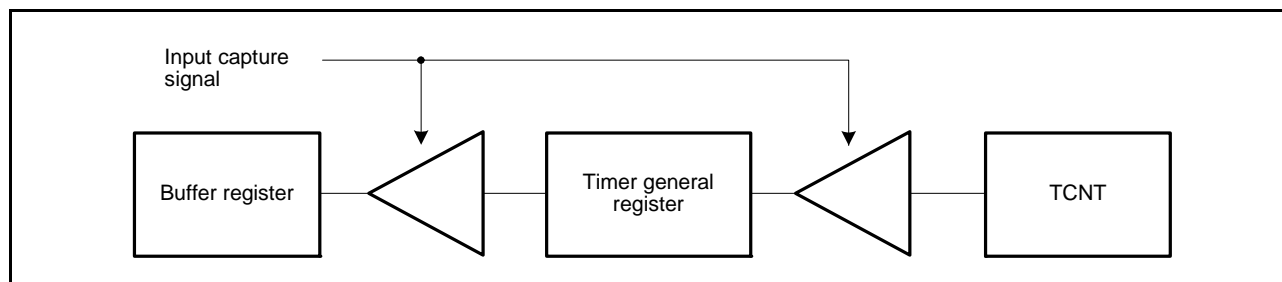 Input capture
signal
Buffer register
Timer general
register
TCNT